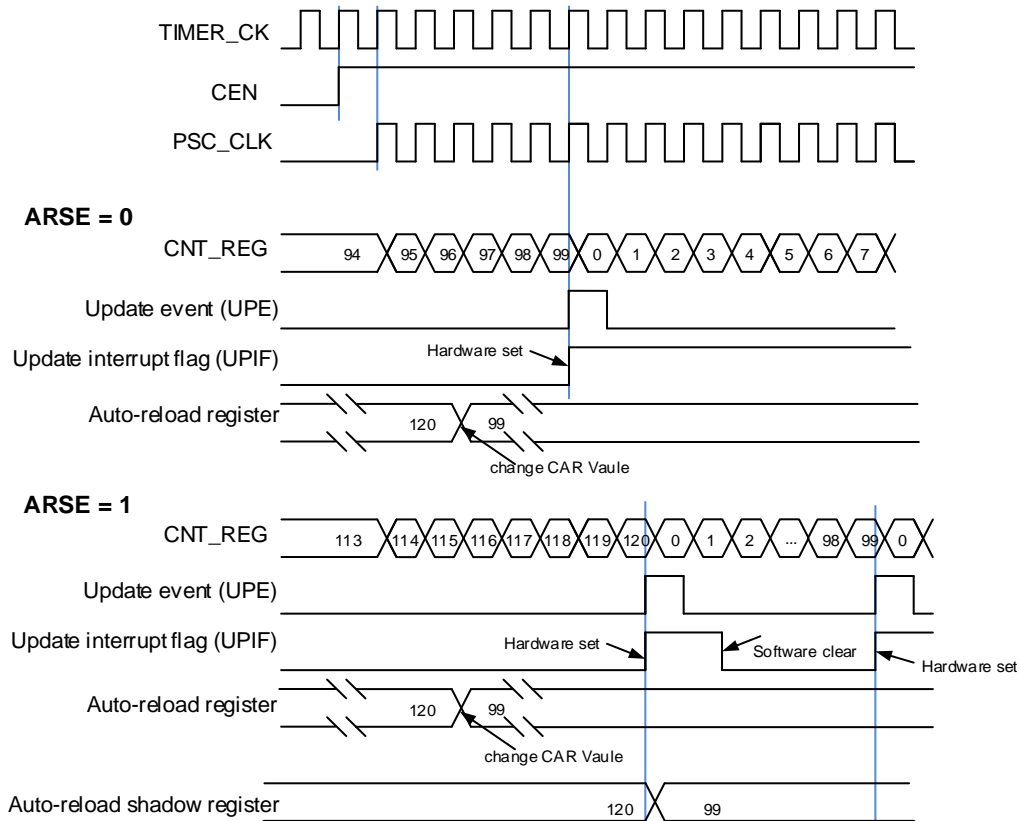 TIMER_CK
CEN
PSC_CLK
ARSE = 0
CNT_REG 94 95 96 97 98 99 0 1 2 3 4 5 6 7
Update event (UPE)
Update interrupt flag (UPIF) Hardware set
Auto-reload register 120 99
change CAR Vaule
ARSE = 1
CNT_REG 113 114 115 116 117 118 119 120 0 1 2 ... 98 99 0
Update event (UPE)
Update interrupt flag (UPIF) Hardware set Software clear Hardware set
Auto-reload register 120 99
change CAR Vaule
Auto-reload shadow register 120 99